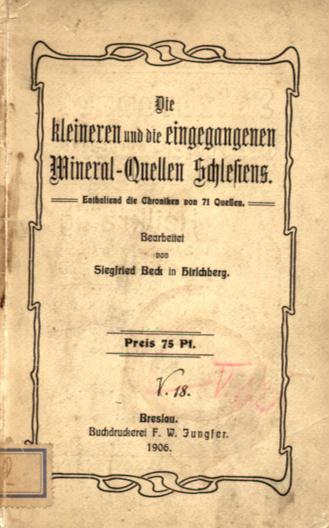 Die
kleineren und die eingegangenen
Mineral-Quellen Schlesiens.
Enthaltend die Chroniken von 71 Quellen.
Bearbeitet
von
Siegfried Beck in Hirschberg.
Preis 75 Pf.
V. 18.
Breslau.
Buchdruckerei F. W. Jungfer.
1906.